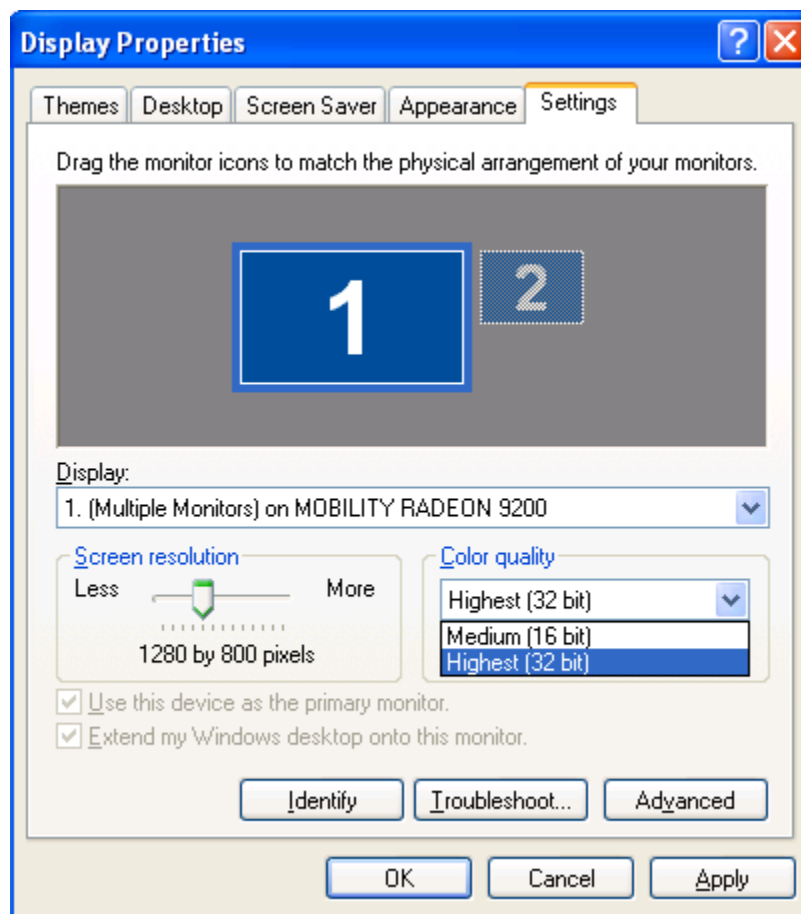 Display Properties
Themes Desktop Screen Saver Appearance Settings
Drag the monitor icons to match the physical arrangement of your monitors.
1 2
Display:
1. (Multiple Monitors) on MOBILITY RADEON 9200
Screen resolution
Less More
1280 by 800 pixels
Color quality
Highest (32 bit)
Medium (16 bit)
Highest (32 bit)
Use this device as the primary monitor.
Extend my Windows desktop onto this monitor.
Identify Troubleshoot... Advanced
OK Cancel Apply